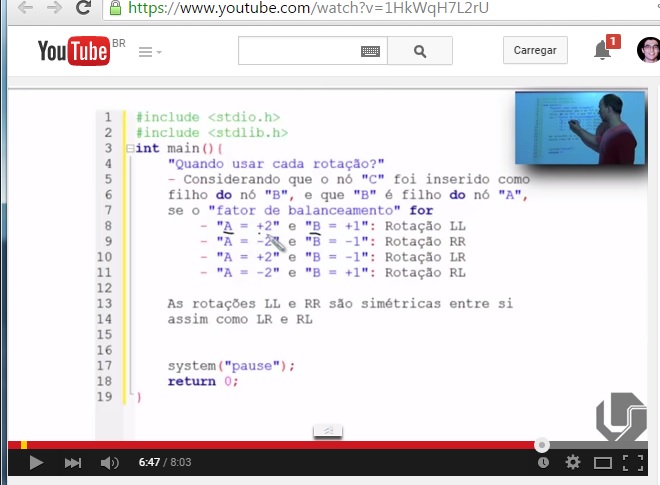 https://www.youtube.com/watch?v=1HkWqH7L2rU
YouTube BR
Carregar
1
1 #include <stdio.h>
2 #include <stdlib.h>
3 int main(){
4 "Quando usar cada rotação?"
5 - Considerando que o nó "C" foi inserido como
6 filho do nó "B", e que "B" é filho do nó "A",
7 se o "fator de balanceamento" for
8 - "A = +2" e "B = +1": Rotação LL
9 - "A = -2" e "B = -1": Rotação RR
10 - "A = +2" e "B = -1": Rotação LR
11 - "A = -2" e "B = +1": Rotação RL
12
13 As rotações LL e RR são simétricas entre si
14 assim como LR e RL
15
16
17 system("pause");
18 return 0;
19 }
6:47 / 8:03